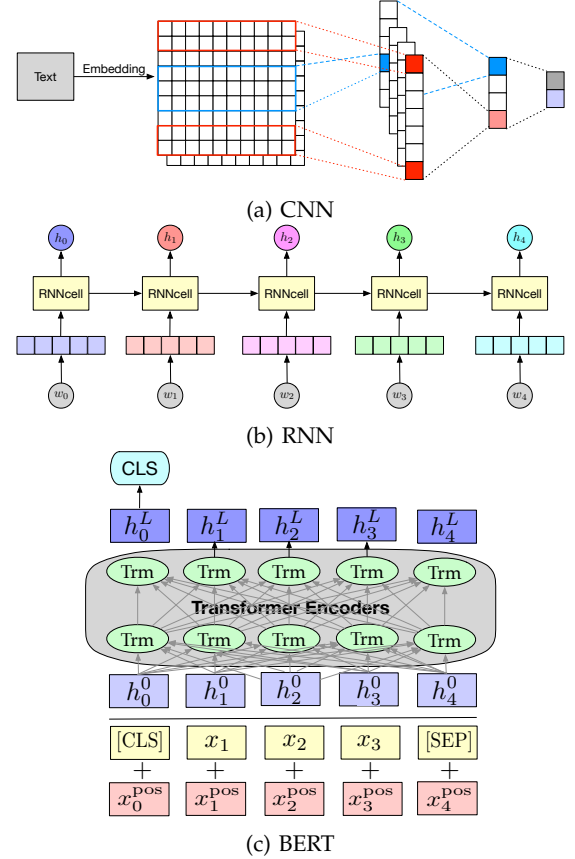 Text
Embedding
(a) CNN
h₀ h₁ h₂ h₃ h₄
RNNcell RNNcell RNNcell RNNcell RNNcell
w₀ w₁ w₂ w₃ w₄
(b) RNN
CLS
h₀ᴸ h₁ᴸ h₂ᴸ h₃ᴸ h₄ᴸ
Trm Trm Trm Trm Trm
Transformer Encoders
Trm Trm Trm Trm Trm
h₀⁰ h₁⁰ h₂⁰ h₃⁰ h₄⁰
[CLS] x₁ x₂ x₃ [SEP]
+ + + + +
x₀ᵖᵒˢ x₁ᵖᵒˢ x₂ᵖᵒˢ x₃ᵖᵒˢ x₄ᵖᵒˢ
(c) BERT